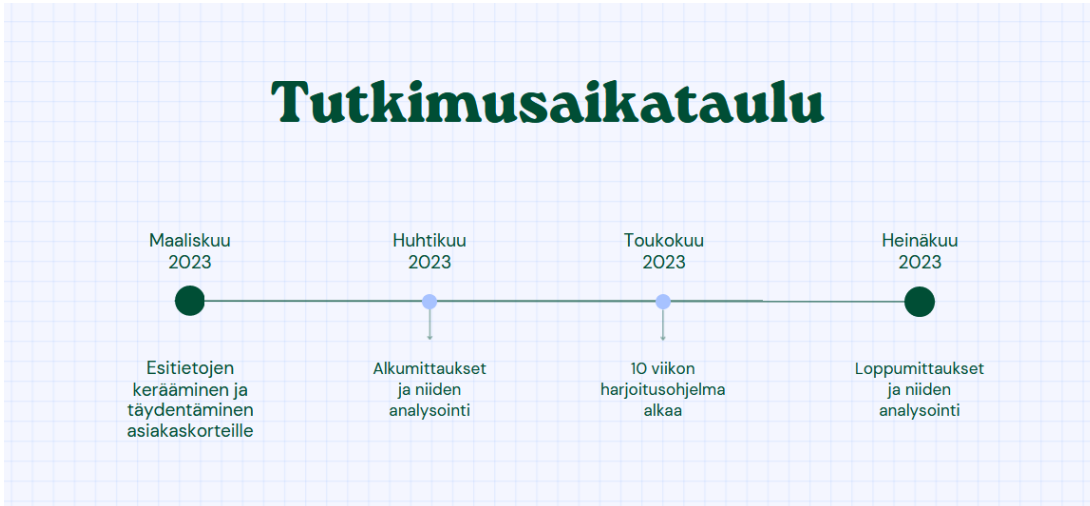 Tutkimusaikataulu
Maaliskuu
2023
Huhtikuu
2023
Toukokuu
2023
Heinäkuu
2023
Esitietojen
kerääminen ja
täydentäminen
asiakaskorteille
Alkumittaukset
ja niiden
analysointi
10 viikon
harjoitusohjelma
alkaa
Loppumittaukset
ja niiden
analysointi